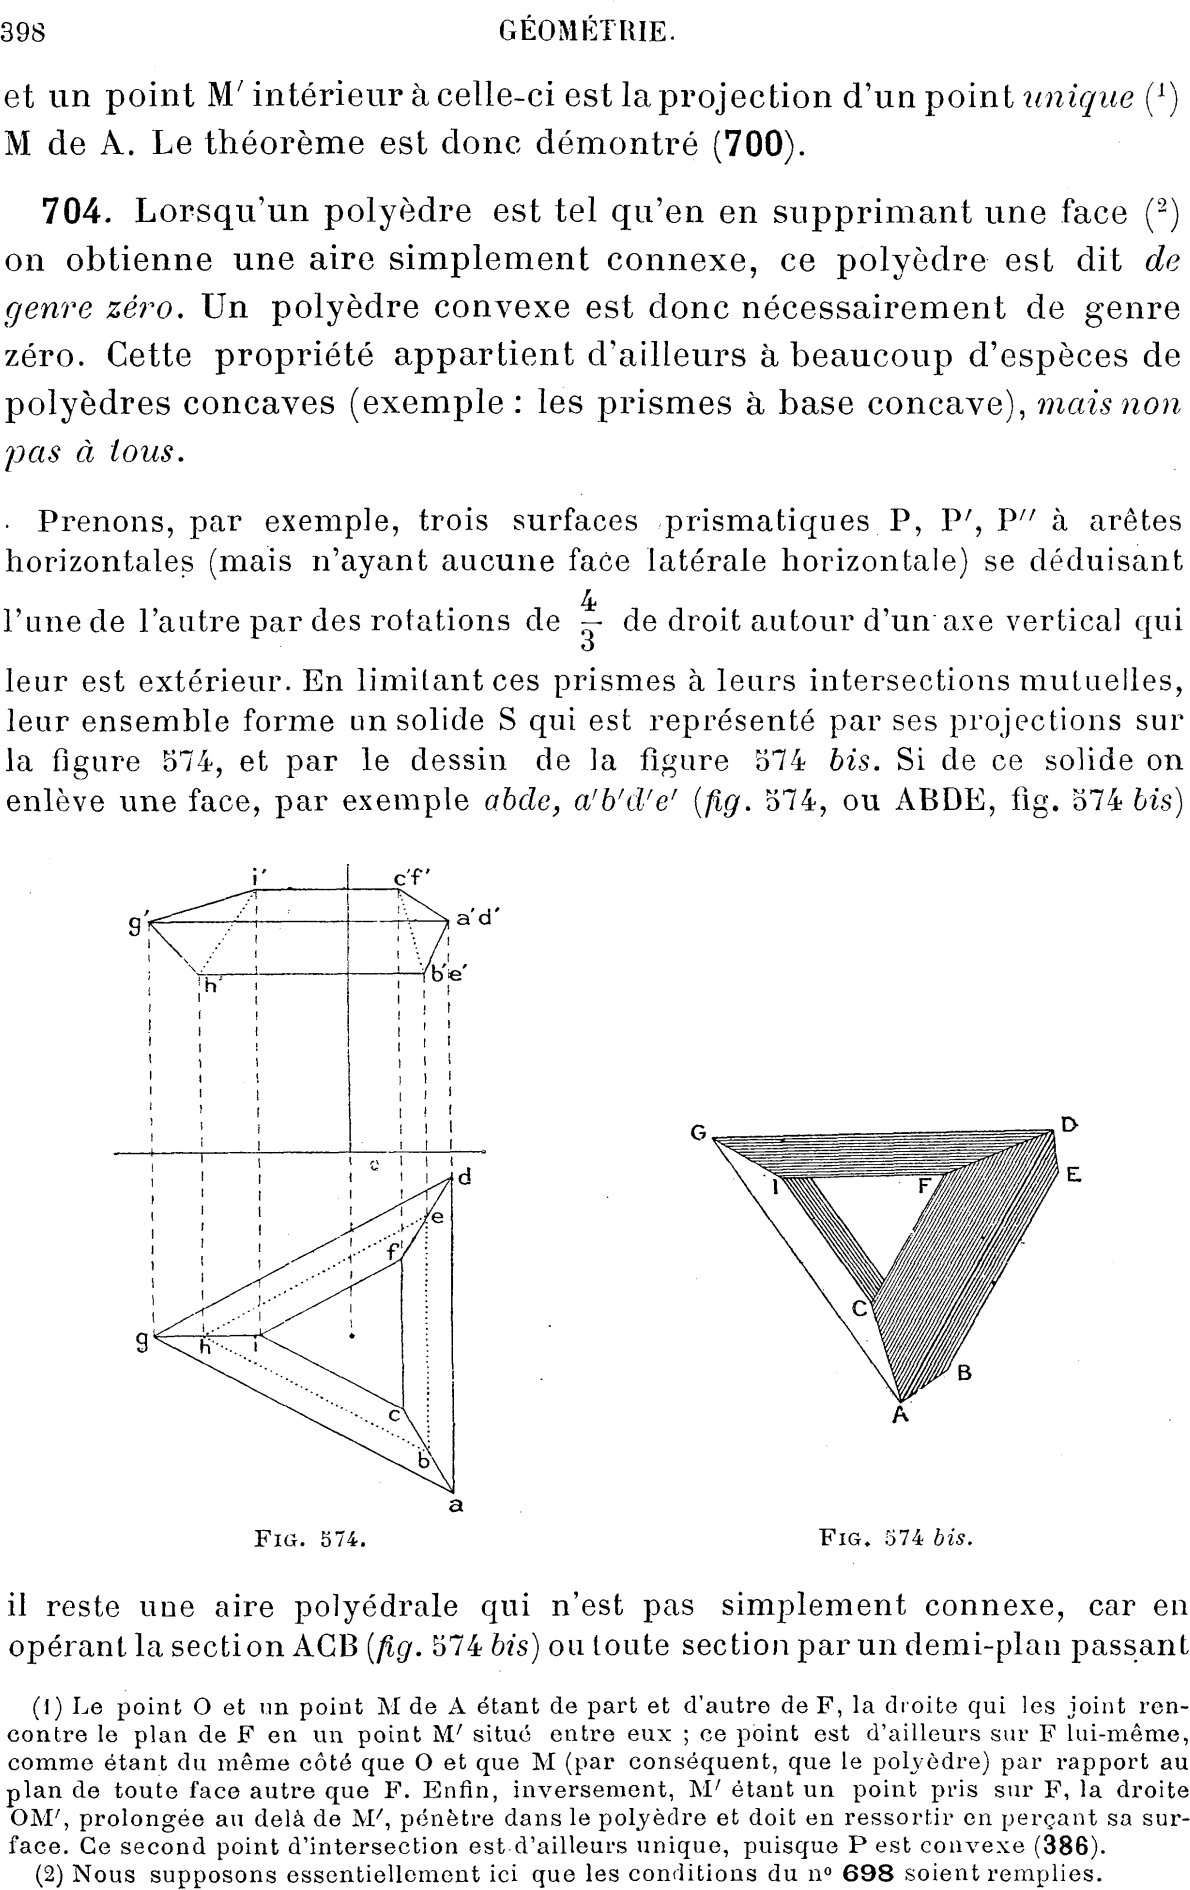 398 GÉOMÉTRIE.
et un point M′ intérieur à celle-ci est la projection d'un point unique (1)
M de A. Le théorème est donc démontré (700).
704. Lorsqu'un polyèdre est tel qu'en en supprimant une face (2)
on obtienne une aire simplement connexe, ce polyèdre est dit de
genre zéro. Un polyèdre convexe est donc nécessairement de genre
zéro. Cette propriété appartient d'ailleurs à beaucoup d'espèces de
polyèdres concaves (exemple : les prismes à base concave), mais non
pas à tous.
Prenons, par exemple, trois surfaces prismatiques P, P′, P″ à arêtes
horizontales (mais n'ayant aucune face latérale horizontale) se déduisant
l'une de l'autre par des rotations de 4/3 de droit autour d'un axe vertical qui
leur est extérieur. En limitant ces prismes à leurs intersections mutuelles,
leur ensemble forme un solide S qui est représenté par ses projections sur
la figure 574, et par le dessin de la figure 574 bis. Si de ce solide on
enlève une face, par exemple abde, a′b′d′e′ (fig. 574, ou ABDE, fig. 574 bis)
i′ c′f′
g′ a′d′
h′ b′e′
c
d
e
f
g h i
c
b
a
G D
I F E
C
B
A
FIG. 574. FIG. 574 bis.
il reste une aire polyédrale qui n'est pas simplement connexe, car en
opérant la section ACB (fig. 574 bis) ou toute section par un demi-plan passant
(1) Le point O et un point M de A étant de part et d'autre de F, la droite qui les joint ren-
contre le plan de F en un point M′ situé entre eux ; ce point est d'ailleurs sur F lui-même,
comme étant du même côté que O et que M (par conséquent, que le polyèdre) par rapport au
plan de toute face autre que F. Enfin, inversement, M′ étant un point pris sur F, la droite
OM′, prolongée au delà de M′, pénètre dans le polyèdre et doit en ressortir en perçant sa sur-
face. Ce second point d'intersection est d'ailleurs unique, puisque P est convexe (386).
(2) Nous supposons essentiellement ici que les conditions du nº 698 soient remplies.